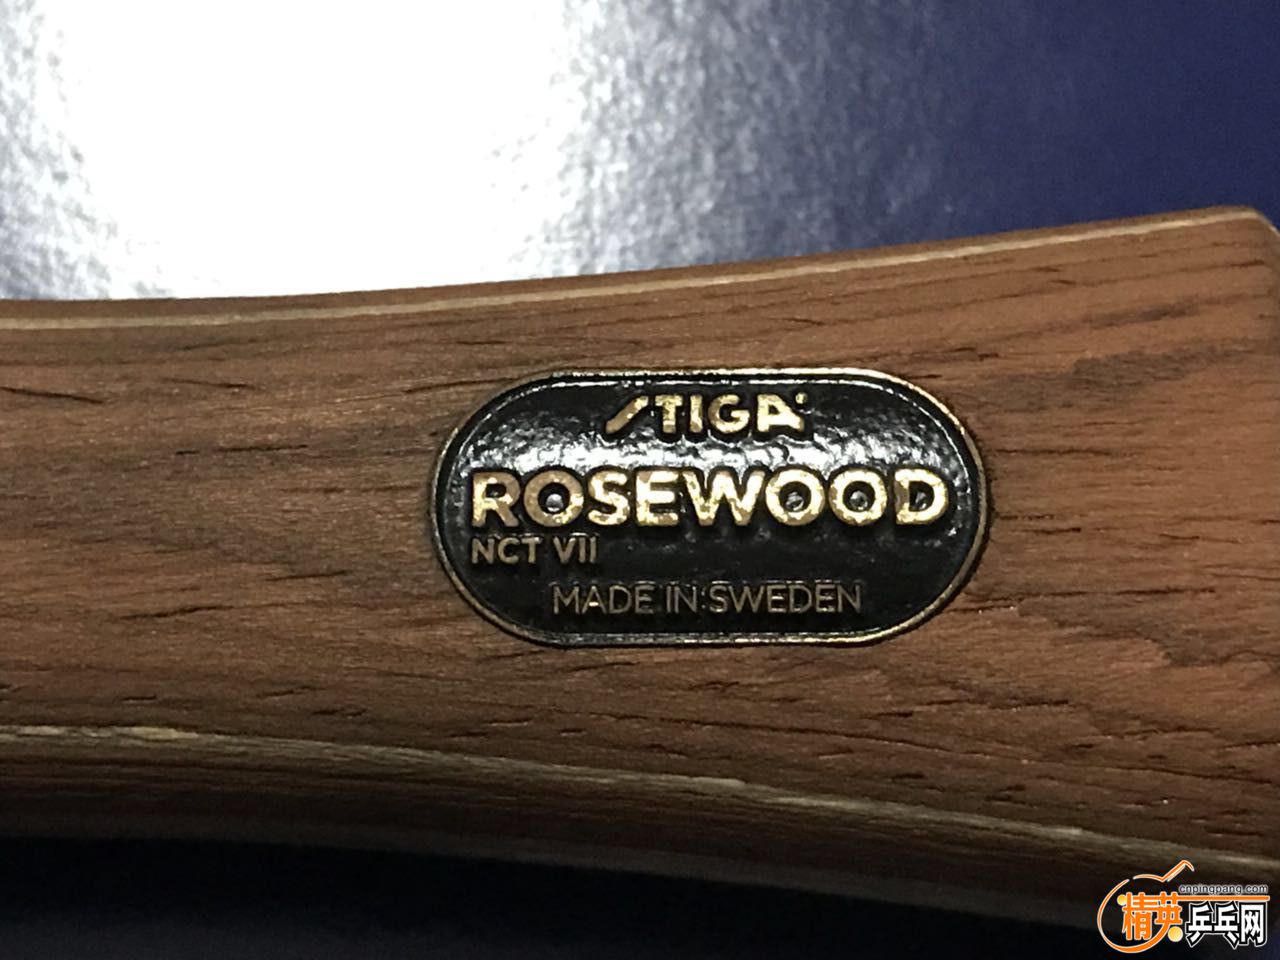 STIGA
ROSEWOOD
NCT VII
MADE IN SWEDEN
cnpingpang.com
精英乒乓网